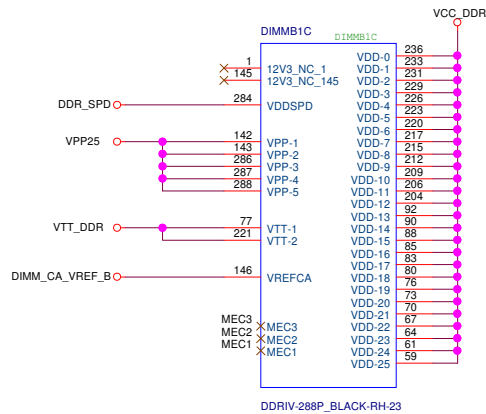 VCC_DDR
DIMMB1C
DIMMB1C
1 12V3_NC_1
145 12V3_NC_145
DDR_SPD 284 VDDSPD
VPP25 142 VPP-1
143 VPP-2
286 VPP-3
287 VPP-4
288 VPP-5
VTT_DDR 77 VTT-1
221 VTT-2
DIMM_CA_VREF_B 146 VREFCA
MEC3 MEC3
MEC2 MEC2
MEC1 MEC1
VDD-0 236
VDD-1 233
VDD-2 231
VDD-3 229
VDD-4 226
VDD-5 223
VDD-6 220
VDD-7 217
VDD-8 215
VDD-9 212
VDD-10 209
VDD-11 206
VDD-12 204
VDD-13 92
VDD-14 90
VDD-15 88
VDD-16 85
VDD-17 83
VDD-18 80
VDD-19 76
VDD-20 73
VDD-21 70
VDD-22 67
VDD-23 64
VDD-24 61
VDD-25 59
DDRIV-288P_BLACK-RH-23